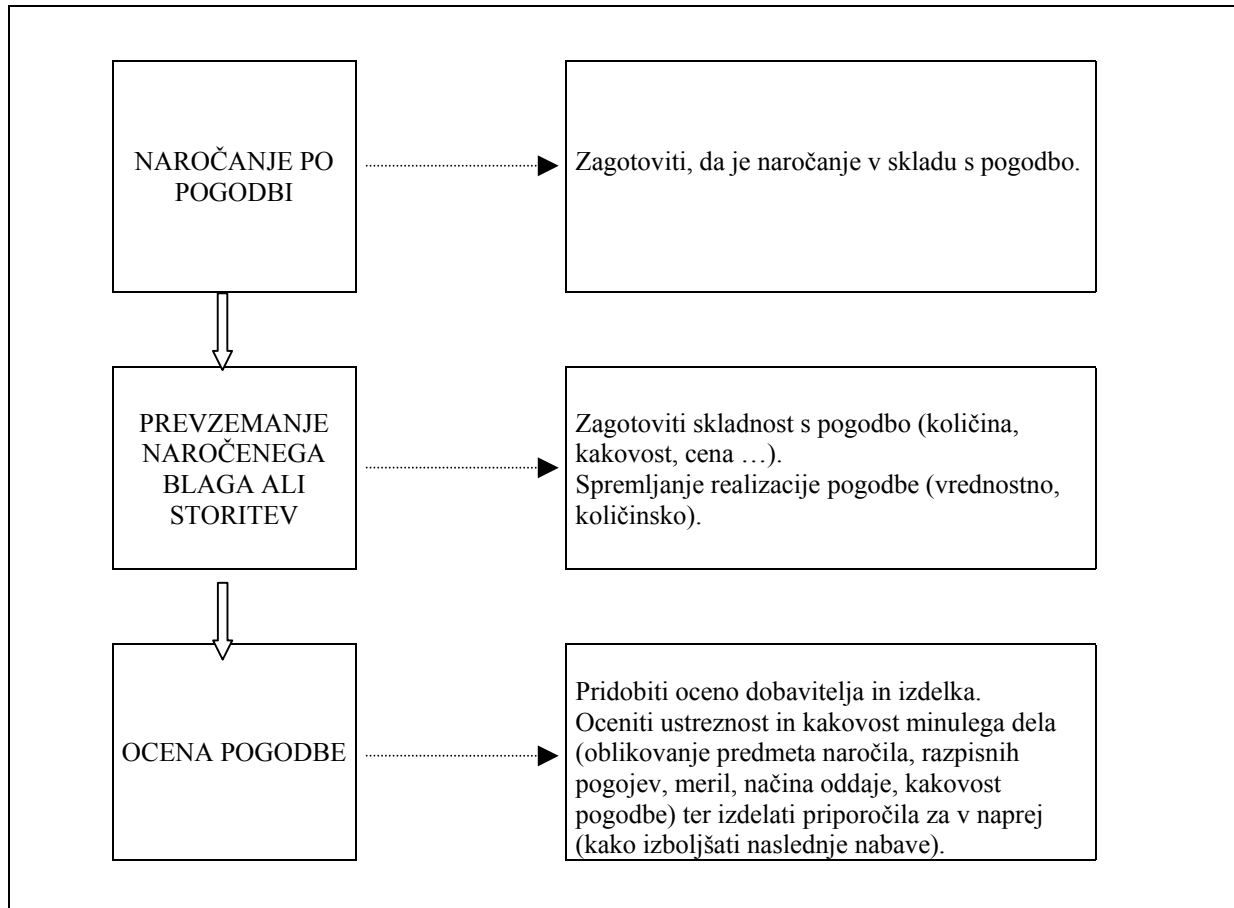 NAROČANJE PO
POGODBI
Zagotoviti, da je naročanje v skladu s pogodbo.
PREVZEMANJE
NAROČENEGA
BLAGA ALI
STORITEV
Zagotoviti skladnost s pogodbo (količina,
kakovost, cena …).
Spremljanje realizacije pogodbe (vrednostno,
količinsko).
OCENA POGODBE
Pridobiti oceno dobavitelja in izdelka.
Oceniti ustreznost in kakovost minulega dela
(oblikovanje predmeta naročila, razpisnih
pogojev, meril, načina oddaje, kakovost
pogodbe) ter izdelati priporočila za v naprej
(kako izboljšati naslednje nabave).